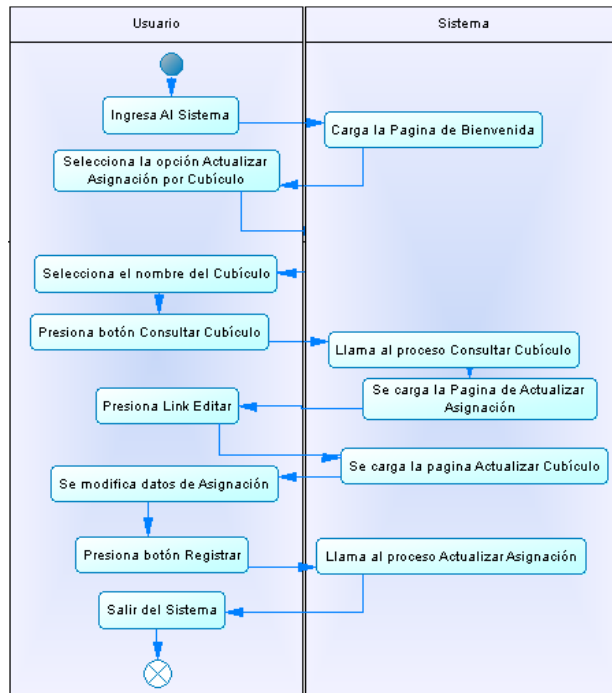 Usuario
Sistema
Ingresa Al Sistema
Carga la Pagina de Bienvenida
Selecciona la opción Actualizar
Asignación por Cubículo
Selecciona el nombre del Cubículo
Presiona botón Consultar Cubículo
Llama al proceso Consultar Cubículo
Se carga la Pagina de Actualizar
Asignación
Presiona Link Editar
Se carga la pagina Actualizar Cubículo
Se modifica datos de Asignación
Presiona botón Registrar
Llama al proceso Actualizar Asignación
Salir del Sistema